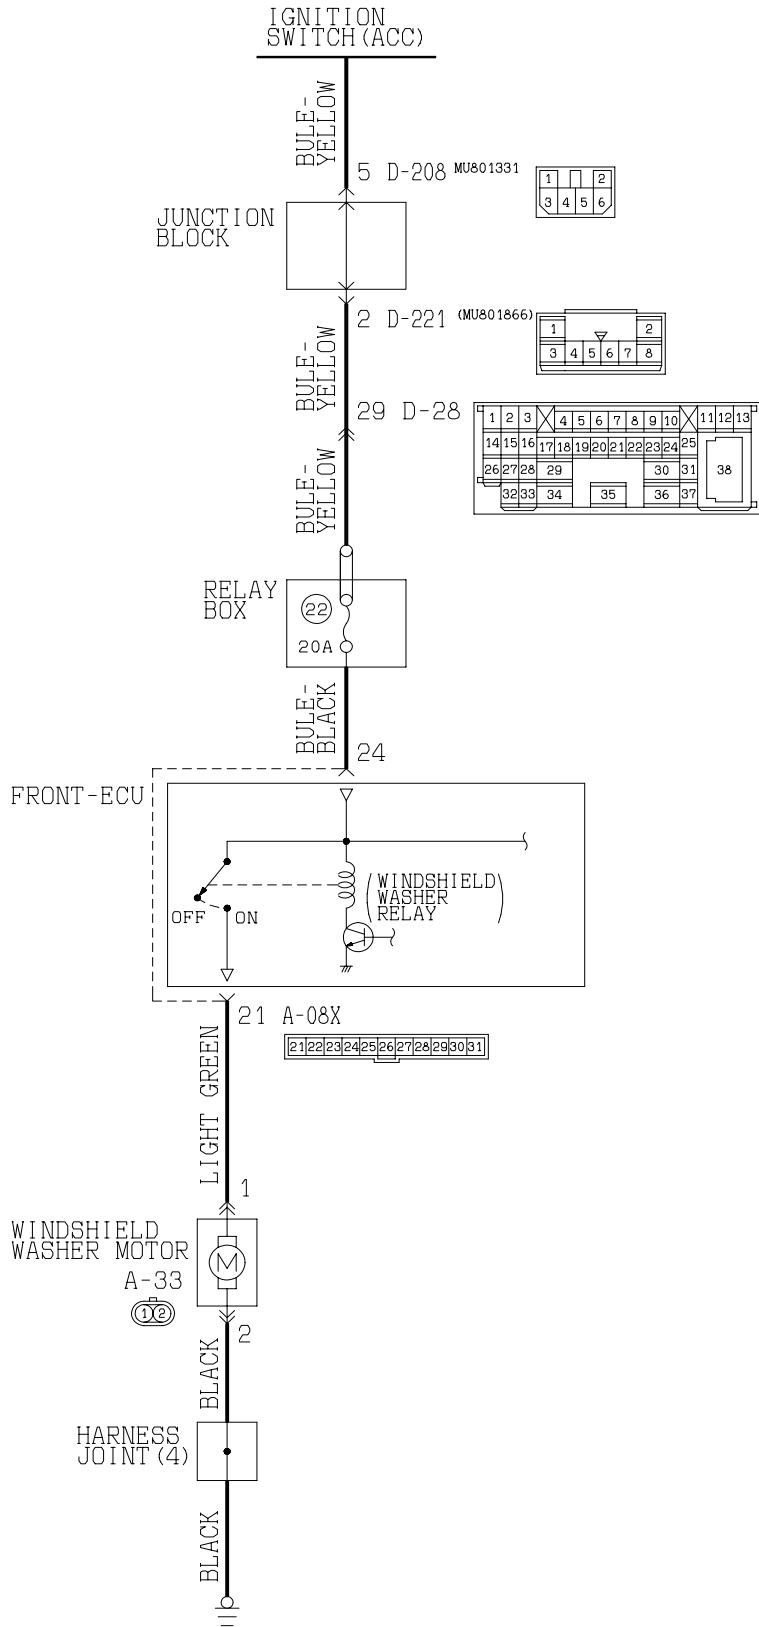 IGNITION
SWITCH(ACC)
BULE-
YELLOW
5 D-208 MU801331
1 2
3 4 5 6
JUNCTION
BLOCK
2 D-221 (MU801866)
1 2
3 4 5 6 7 8
BULE-
YELLOW
29 D-28
1 2 3 4 5 6 7 8 9 10 11 12 13
14 15 16 17 18 19 20 21 22 23 24 25
26 27 28 29 30 31 38
32 33 34 35 36 37
BULE-
YELLOW
RELAY
BOX
22
20A
BULE-
BLACK
24
FRONT-ECU
(WINDSHIELD
WASHER
RELAY)
OFF ON
21 A-08X
21 22 23 24 25 26 27 28 29 30 31
LIGHT GREEN
1
WINDSHIELD
WASHER MOTOR
M
A-33
1 2
2
BLACK
HARNESS
JOINT(4)
BLACK